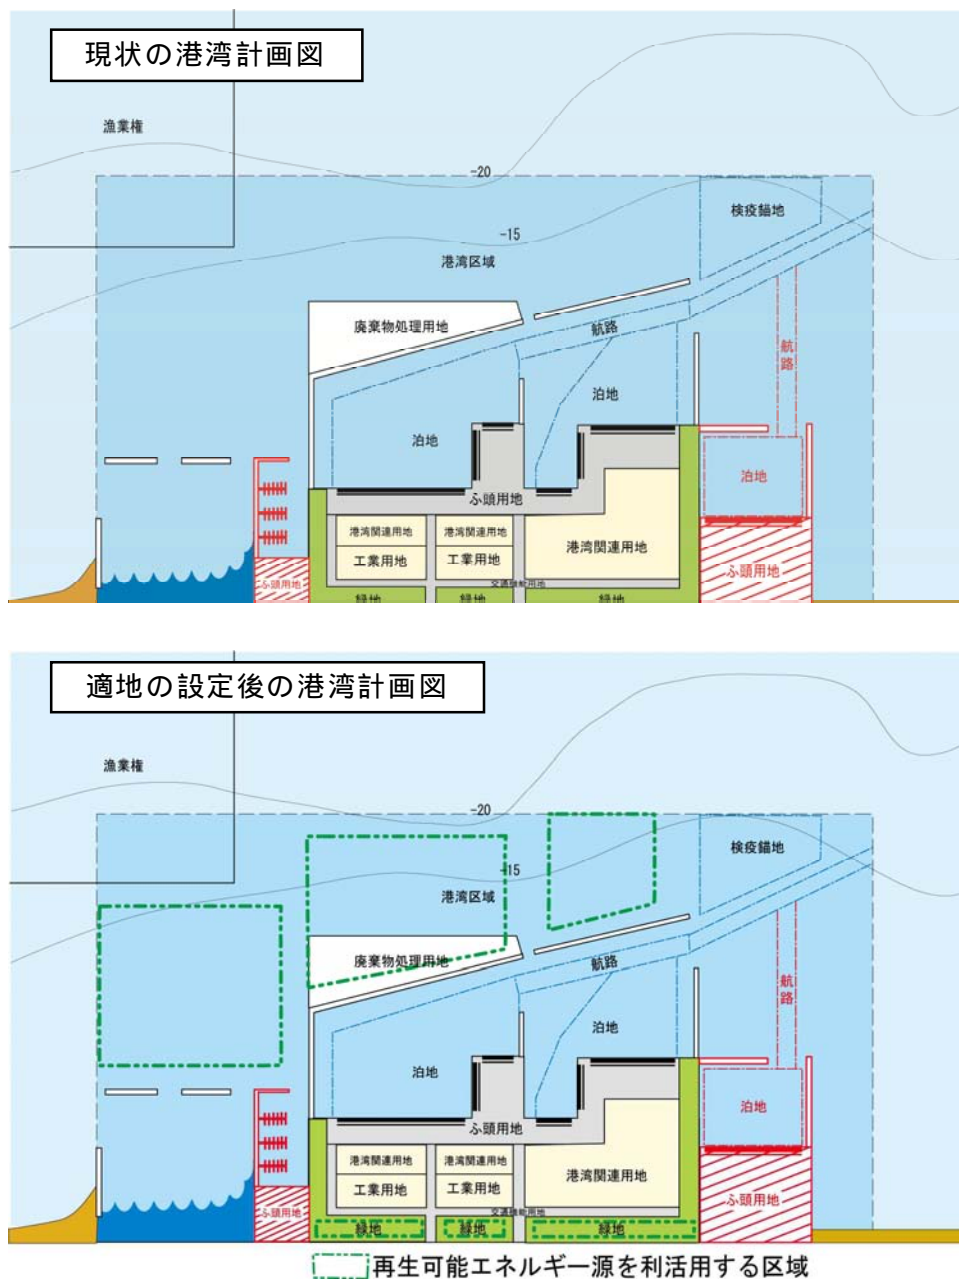 現状の港湾計画図
漁業権
-20
検疫錨地
-15
港湾区域
廃棄物処理用地
航路
航路
泊地
泊地
泊地
ふ頭用地
港湾関連用地
港湾関連用地
港湾関連用地
工業用地
工業用地
ふ頭用地
ふ頭用地
交通機能用地
緑地
緑地
緑地
適地の設定後の港湾計画図
漁業権
-20
検疫錨地
-15
港湾区域
廃棄物処理用地
航路
航路
泊地
泊地
泊地
ふ頭用地
港湾関連用地
港湾関連用地
港湾関連用地
工業用地
工業用地
ふ頭用地
ふ頭用地
交通機能用地
緑地
緑地
緑地
再生可能エネルギー源を利活用する区域